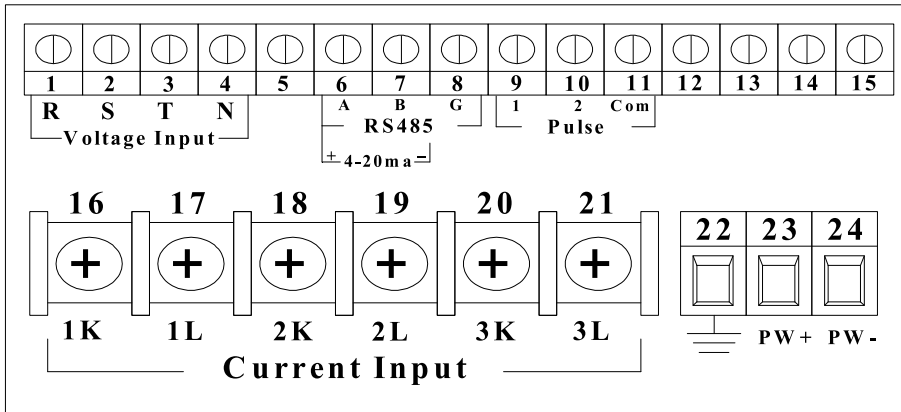 1 2 3 4 5 6 7 8 9 10 11 12 13 14 15
R S T N A B G 1 2 Com
Voltage Input RS485 Pulse
+ 4-20ma -
16 17 18 19 20 21 22 23 24
1K 1L 2K 2L 3K 3L PW+ PW-
Current Input